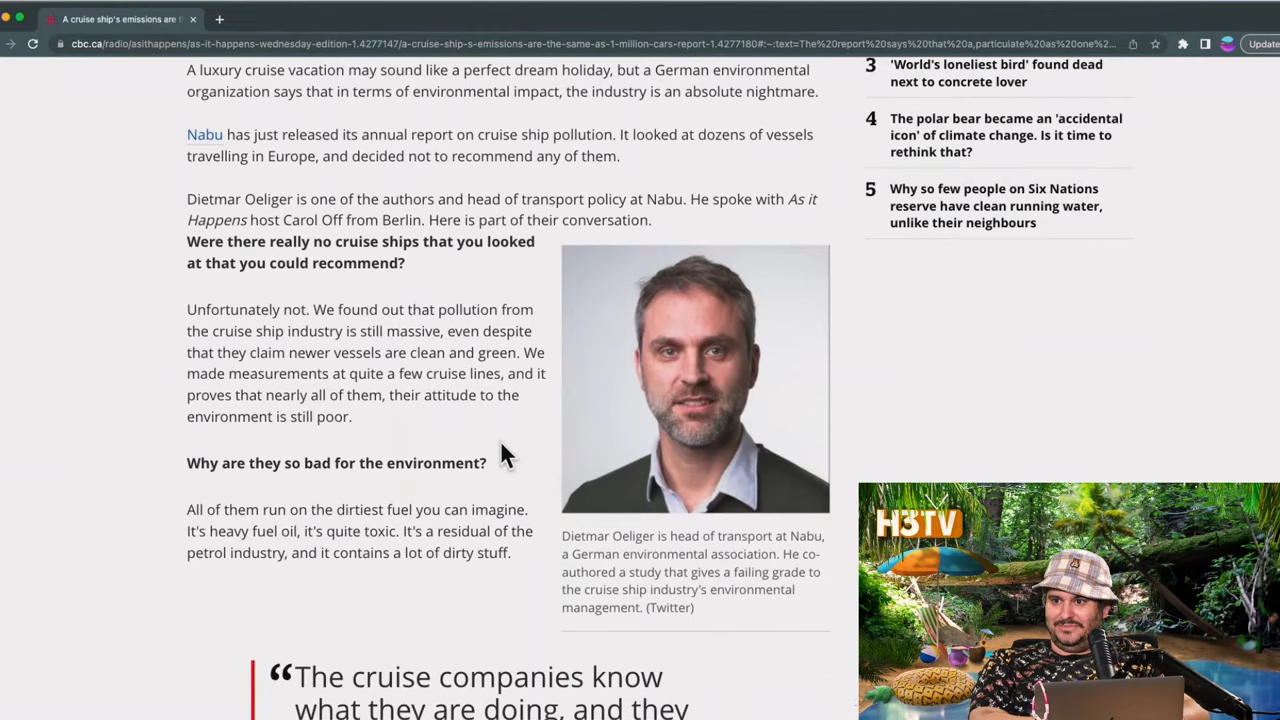 A cruise ship's emissions are t
cbc.ca/radio/asithappens/as-it-happens-wednesday-edition-1.4277147/a-cruise-ship-s-emissions-are-the-same-as-1-million-cars-report-1.4277180#:~:text=The%20report%20says%20that%20a,particulate%20as%20one%2...
Update
A luxury cruise vacation may sound like a perfect dream holiday, but a German environmental
organization says that in terms of environmental impact, the industry is an absolute nightmare.
Nabu has just released its annual report on cruise ship pollution. It looked at dozens of vessels
travelling in Europe, and decided not to recommend any of them.
Dietmar Oeliger is one of the authors and head of transport policy at Nabu. He spoke with As it
Happens host Carol Off from Berlin. Here is part of their conversation.
Were there really no cruise ships that you looked
at that you could recommend?
Unfortunately not. We found out that pollution from
the cruise ship industry is still massive, even despite
that they claim newer vessels are clean and green. We
made measurements at quite a few cruise lines, and it
proves that nearly all of them, their attitude to the
environment is still poor.
Why are they so bad for the environment?
All of them run on the dirtiest fuel you can imagine.
It's heavy fuel oil, it's quite toxic. It's a residual of the
petrol industry, and it contains a lot of dirty stuff.
Dietmar Oeliger is head of transport at Nabu,
a German environmental association. He co-
authored a study that gives a failing grade to
the cruise ship industry's environmental
management. (Twitter)
“The cruise companies know
what they are doing, and they
3 'World's loneliest bird' found dead
next to concrete lover
4 The polar bear became an 'accidental
icon' of climate change. Is it time to
rethink that?
5 Why so few people on Six Nations
reserve have clean running water,
unlike their neighbours
H3TV